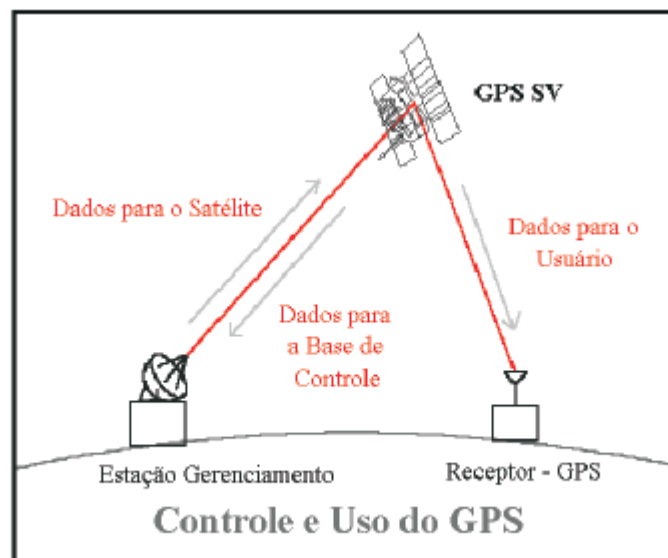 GPS SV
Dados para o Satélite
Dados para o
Usuário
Dados para
a Base de
Controle
Estação Gerenciamento
Receptor - GPS
Controle e Uso do GPS